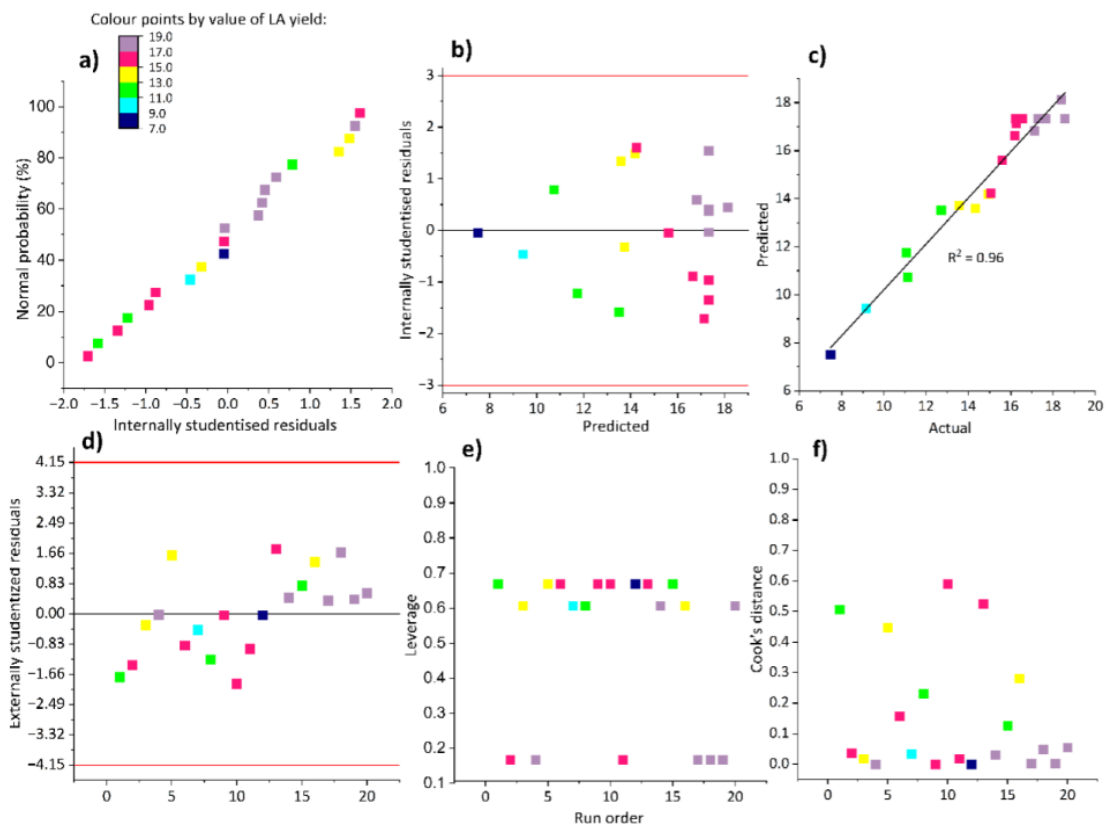 Colour points by value of LA yield:
19.0
17.0
15.0
13.0
11.0
9.0
7.0
a)
Normal probability (%)
100
80
60
40
20
0
−2.0 −1.5 −1.0 −0.5 0.0 0.5 1.0 1.5 2.0
Internally studentised residuals
b)
Internally studentised residuals
3
2
1
0
−1
−2
−3
6 8 10 12 14 16 18
Predicted
c)
Predicted
18
16
14
12
10
8
6
R² = 0.96
6 8 10 12 14 16 18 20
Actual
d)
Externally studentized residuals
4.15
3.32
2.49
1.66
0.83
0.00
−0.83
−1.66
−2.49
−3.32
−4.15
0 5 10 15 20
e)
Leverage
1.0
0.9
0.8
0.7
0.6
0.5
0.4
0.3
0.2
0.1
0 5 10 15 20
Run order
f)
Cook's distance
1.0
0.9
0.8
0.7
0.6
0.5
0.4
0.3
0.2
0.1
0.0
0 5 10 15 20